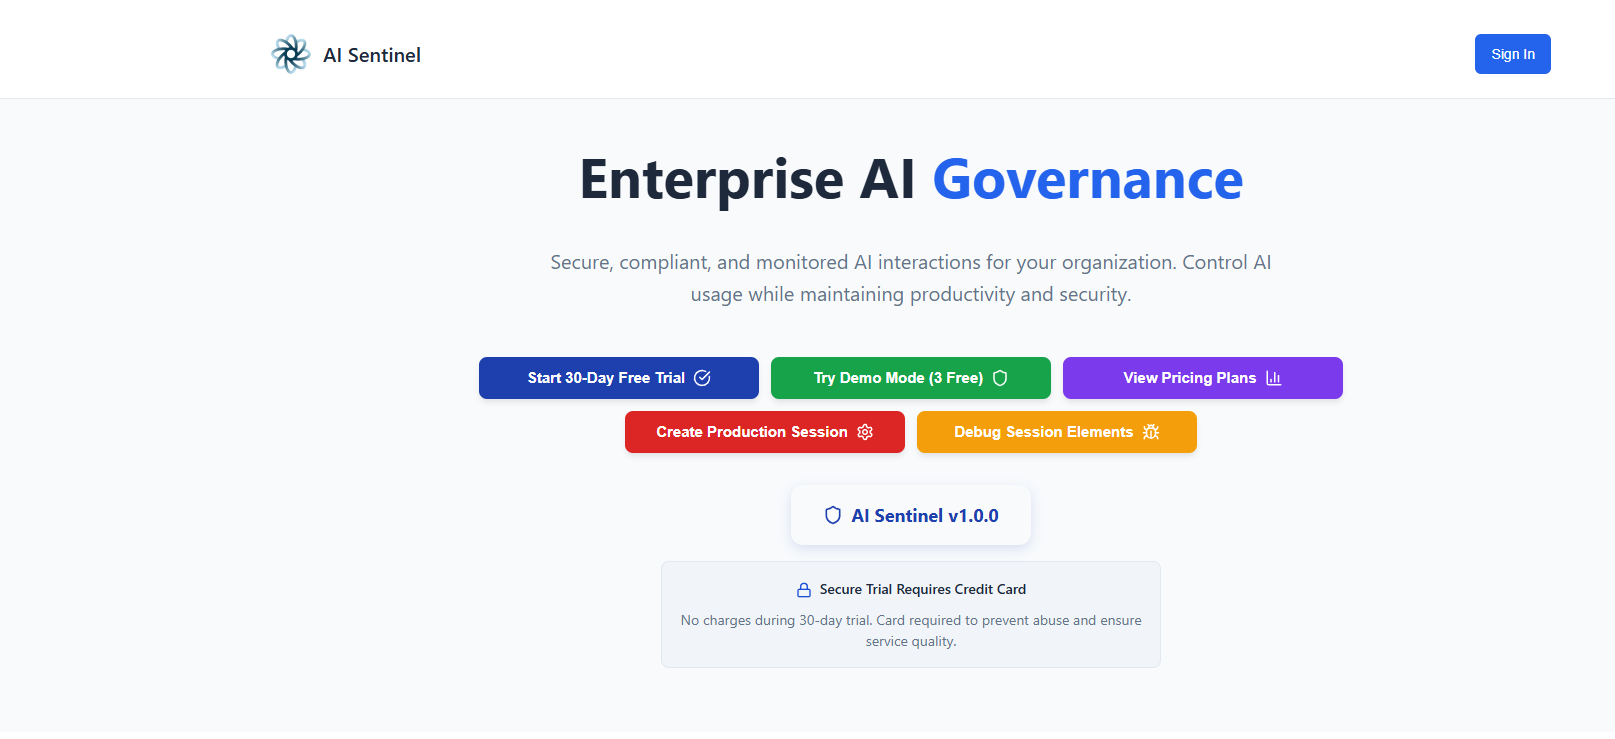 AI Sentinel
Sign In
Enterprise AI Governance
Secure, compliant, and monitored AI interactions for your organization. Control AI
usage while maintaining productivity and security.
Start 30-Day Free Trial
Try Demo Mode (3 Free)
View Pricing Plans
Create Production Session
Debug Session Elements
AI Sentinel v1.0.0
Secure Trial Requires Credit Card
No charges during 30-day trial. Card required to prevent abuse and ensure
service quality.